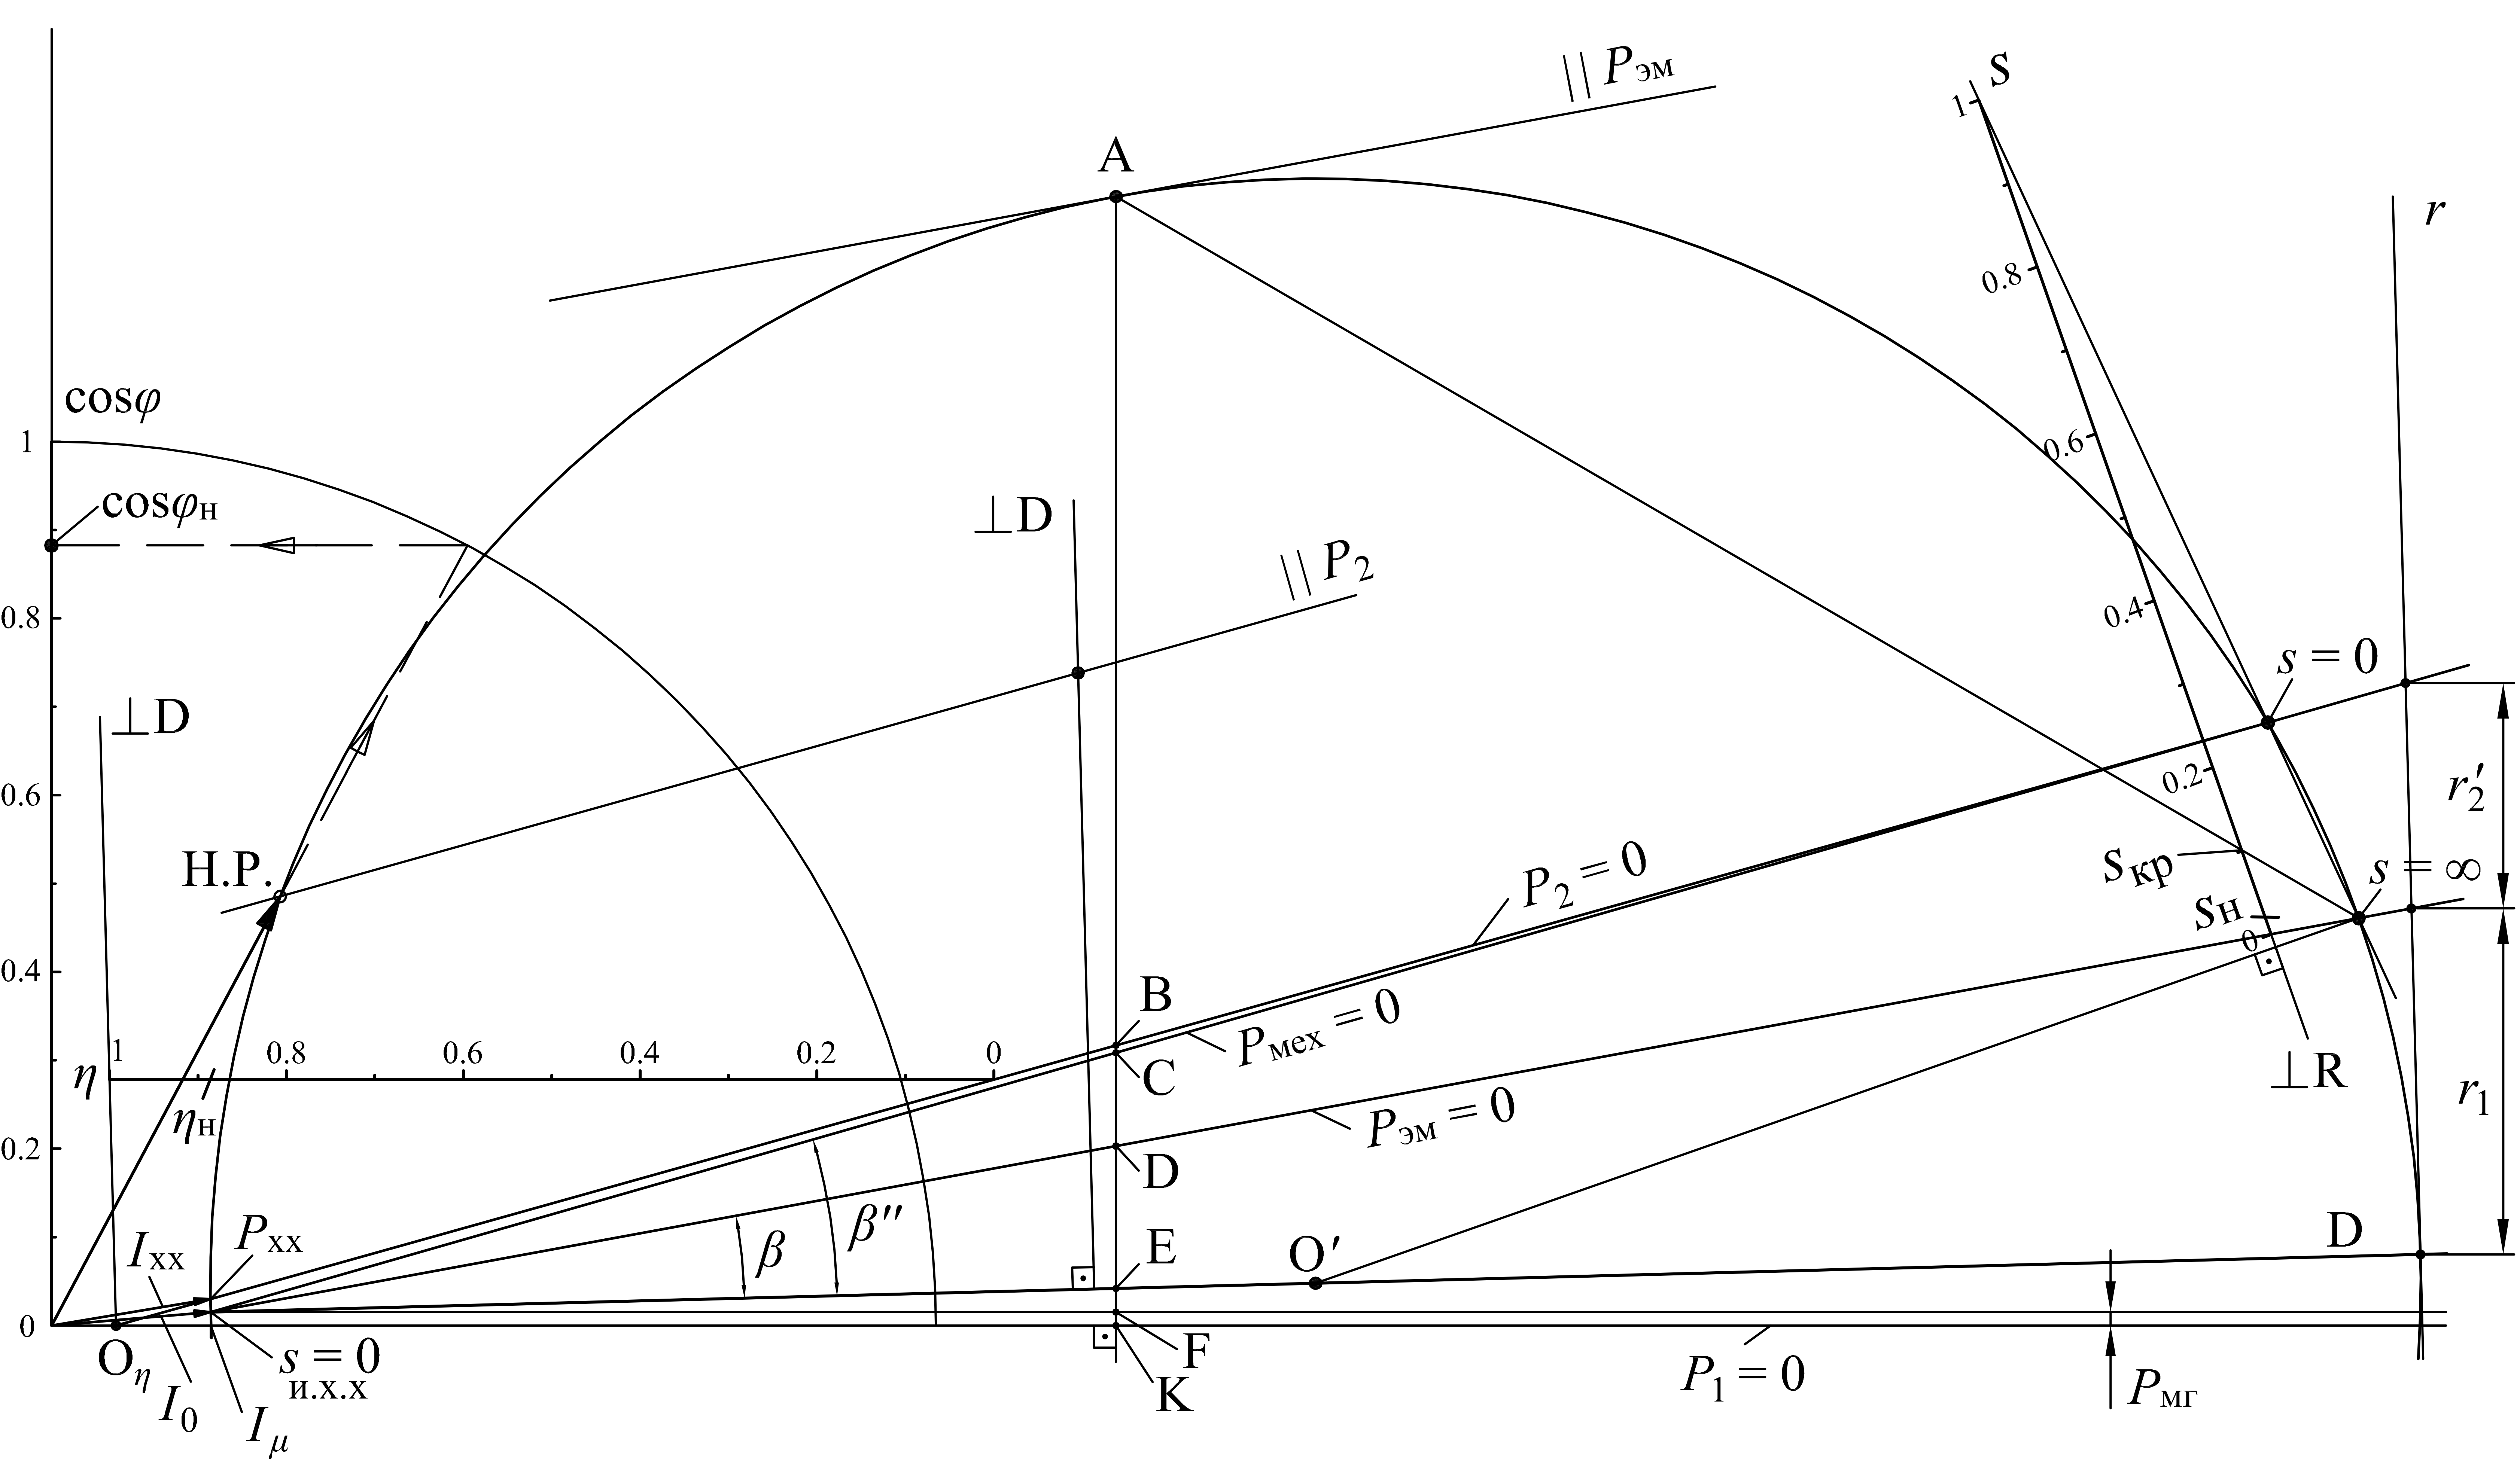 || Pэм
s
1
A
r
0.8
cosφ
1
0.6
cosφн
⊥D
|| P2
0.8
0.4
s = 0
⊥D
0.6
0.2
r2′
Н.Р.
P2 = 0
sкр
s = ∞
sн
0
0.4
B
Pмех = 0
η
1
0.8
0.6
0.4
0.2
0
C
⊥R
ηн
Pэм = 0
r1
0.2
D
Pхх
β
β″
Iхх
E
O′
D
0
Oη
s = 0
и.х.х
F
P1 = 0
Pмг
I0
Iμ
K